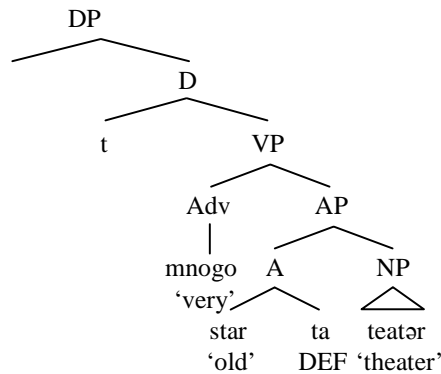 DP
D
t VP
Adv AP
mnogo A NP
‘very’
star ta teatər
‘old’ DEF ‘theater’